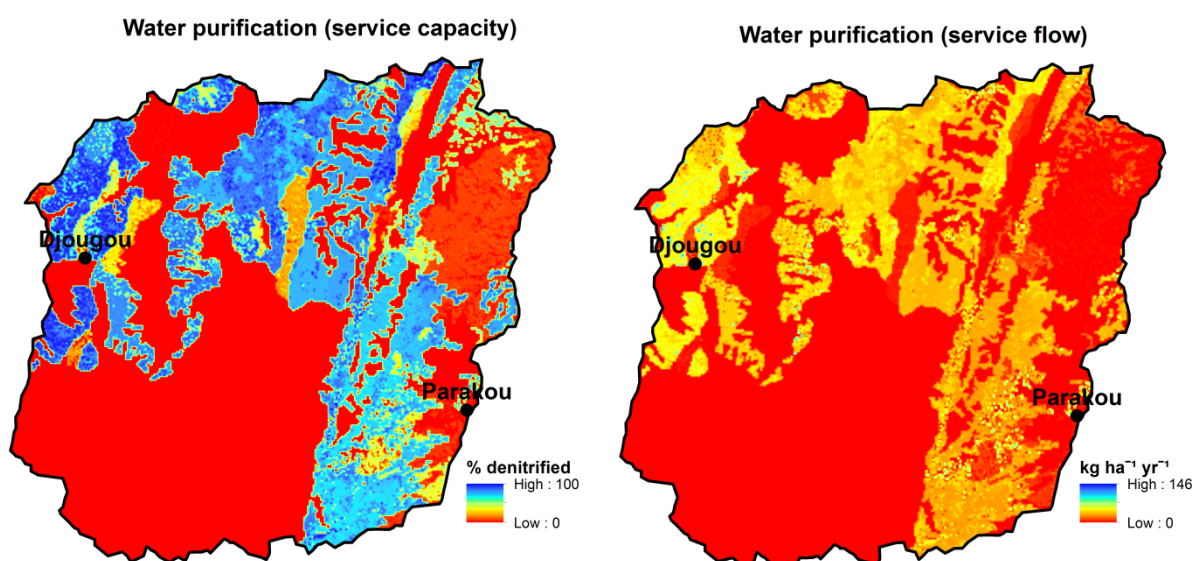 Water purification (service capacity)
Djougou
Parakou
% denitrified
High : 100
Low : 0
Water purification (service flow)
Djougou
Parakou
kg ha⁻¹ yr⁻¹
High : 146
Low : 0